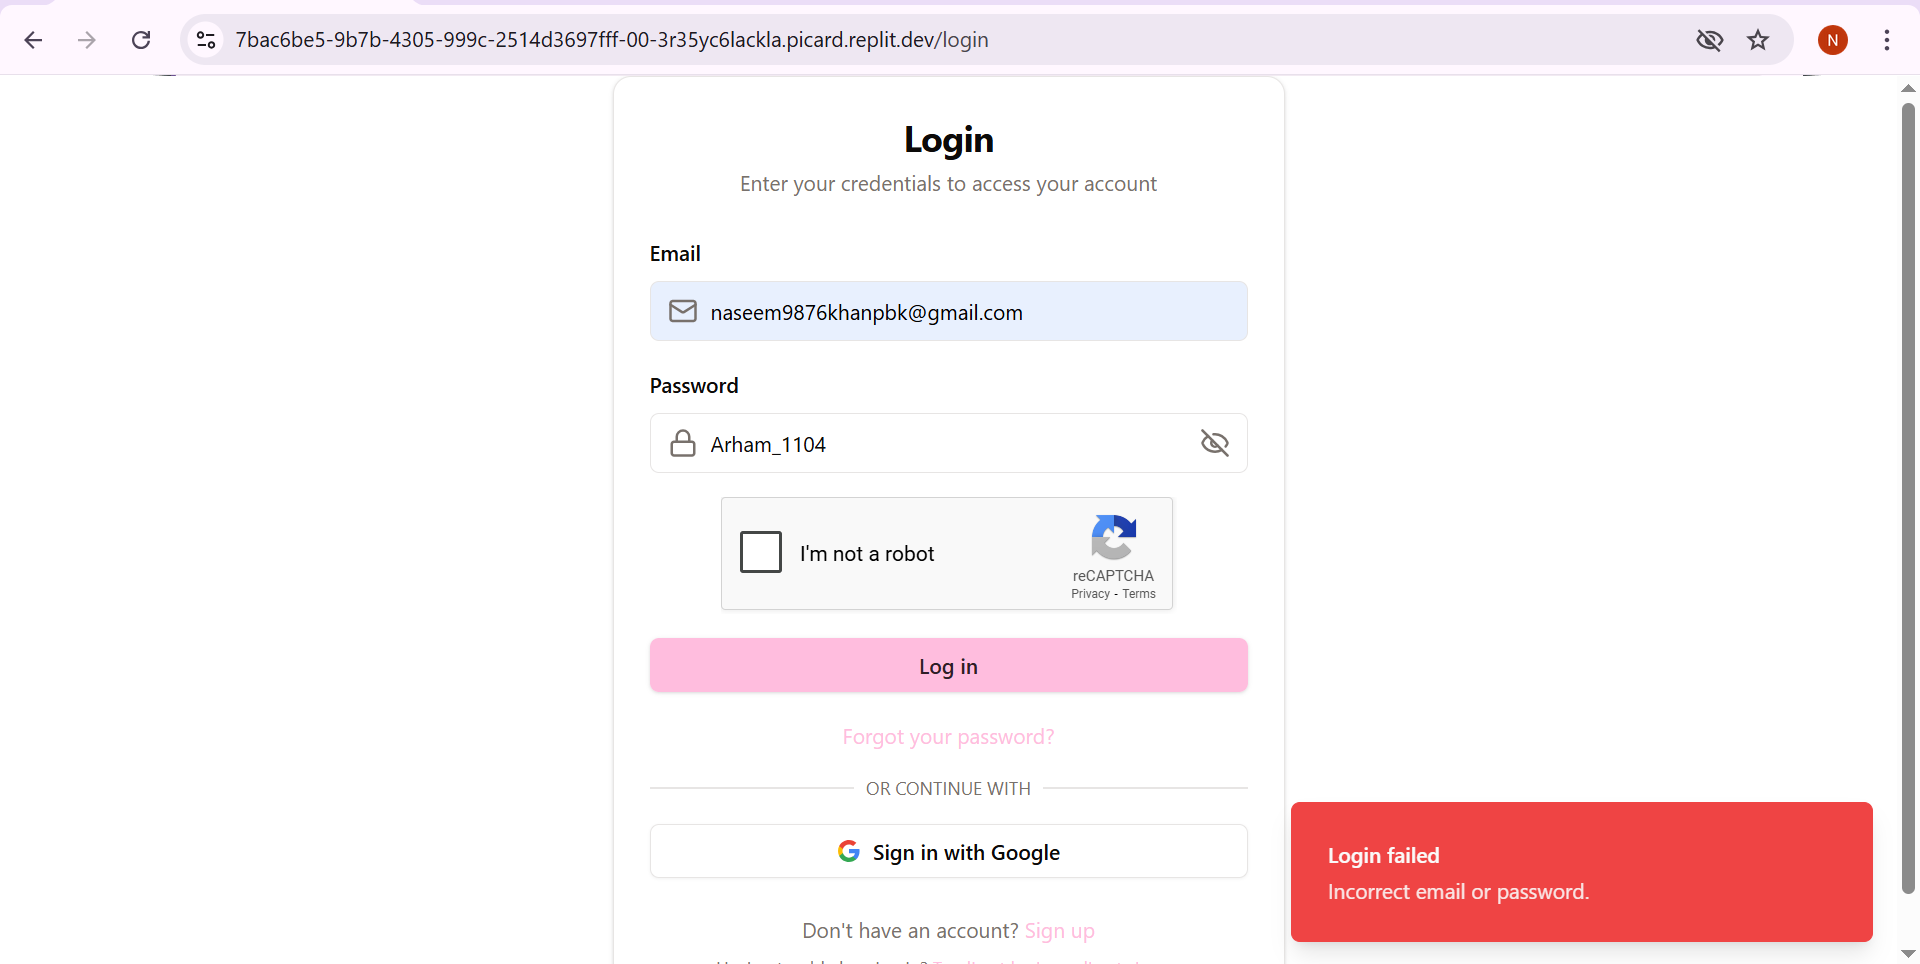 7bac6be5-9b7b-4305-999c-2514d3697fff-00-3r35yc6lackla.picard.replit.dev/login
N
Login
Enter your credentials to access your account
Email
naseem9876khanpbk@gmail.com
Password
Arham_1104
I'm not a robot
reCAPTCHA
Privacy - Terms
Log in
Forgot your password?
OR CONTINUE WITH
Sign in with Google
Login failed
Incorrect email or password.
Don't have an account? Sign up